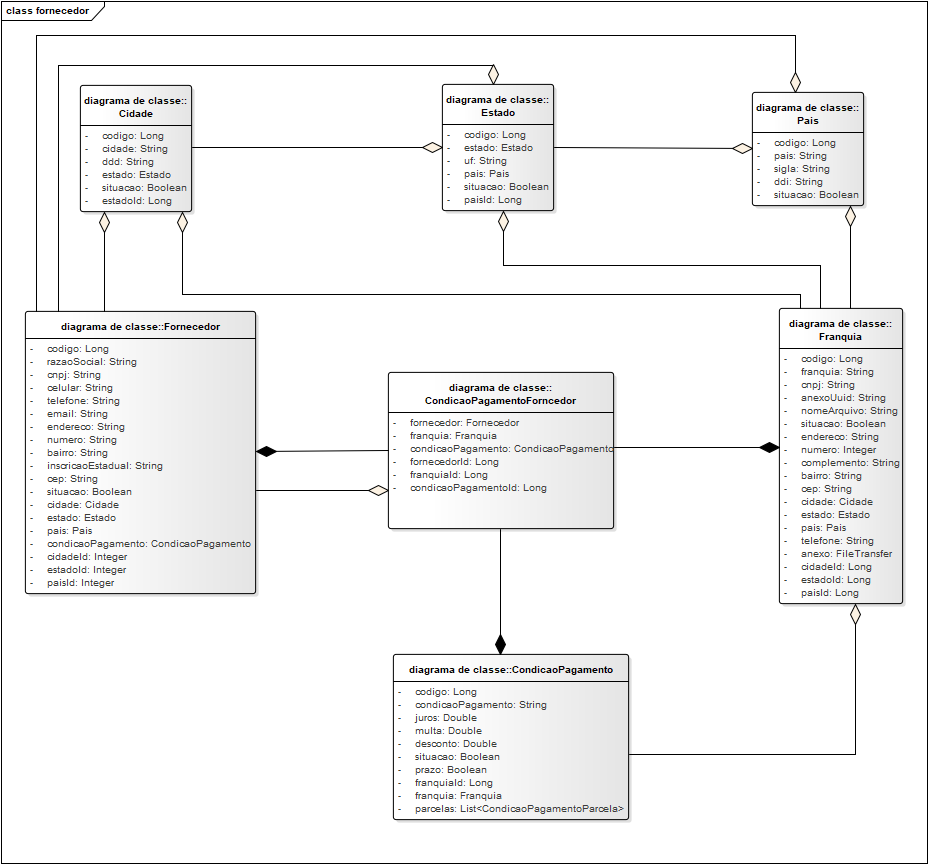 class fornecedor
diagrama de classe::
Cidade
- codigo: Long
- cidade: String
- ddd: String
- estado: Estado
- situacao: Boolean
- estadoId: Long
diagrama de classe::
Estado
- codigo: Long
- estado: Estado
- uf: String
- pais: Pais
- situacao: Boolean
- paisId: Long
diagrama de classe::
Pais
- codigo: Long
- pais: String
- sigla: String
- ddi: String
- situacao: Boolean
diagrama de classe::Fornecedor
- codigo: Long
- razaoSocial: String
- cnpj: String
- celular: String
- telefone: String
- email: String
- endereco: String
- numero: String
- bairro: String
- inscricaoEstadual: String
- cep: String
- situacao: Boolean
- cidade: Cidade
- estado: Estado
- pais: Pais
- condicaoPagamento: CondicaoPagamento
- cidadeId: Integer
- estadoId: Integer
- paisId: Integer
diagrama de classe::
CondicaoPagamentoForncedor
- fornecedor: Fornecedor
- franquia: Franquia
- condicaoPagamento: CondicaoPagamento
- fornecedorId: Long
- franquiaId: Long
- condicaoPagamentoId: Long
diagrama de classe::
Franquia
- codigo: Long
- franquia: String
- cnpj: String
- anexoUuid: String
- nomeArquivo: String
- situacao: Boolean
- endereco: String
- numero: Integer
- complemento: String
- bairro: String
- cep: String
- cidade: Cidade
- estado: Estado
- pais: Pais
- telefone: String
- anexo: FileTransfer
- cidadeId: Long
- estadoId: Long
- paisId: Long
diagrama de classe::CondicaoPagamento
- codigo: Long
- condicaoPagamento: String
- juros: Double
- multa: Double
- desconto: Double
- situacao: Boolean
- prazo: Boolean
- franquiaId: Long
- franquia: Franquia
- parcelas: List<CondicaoPagamentoParcela>